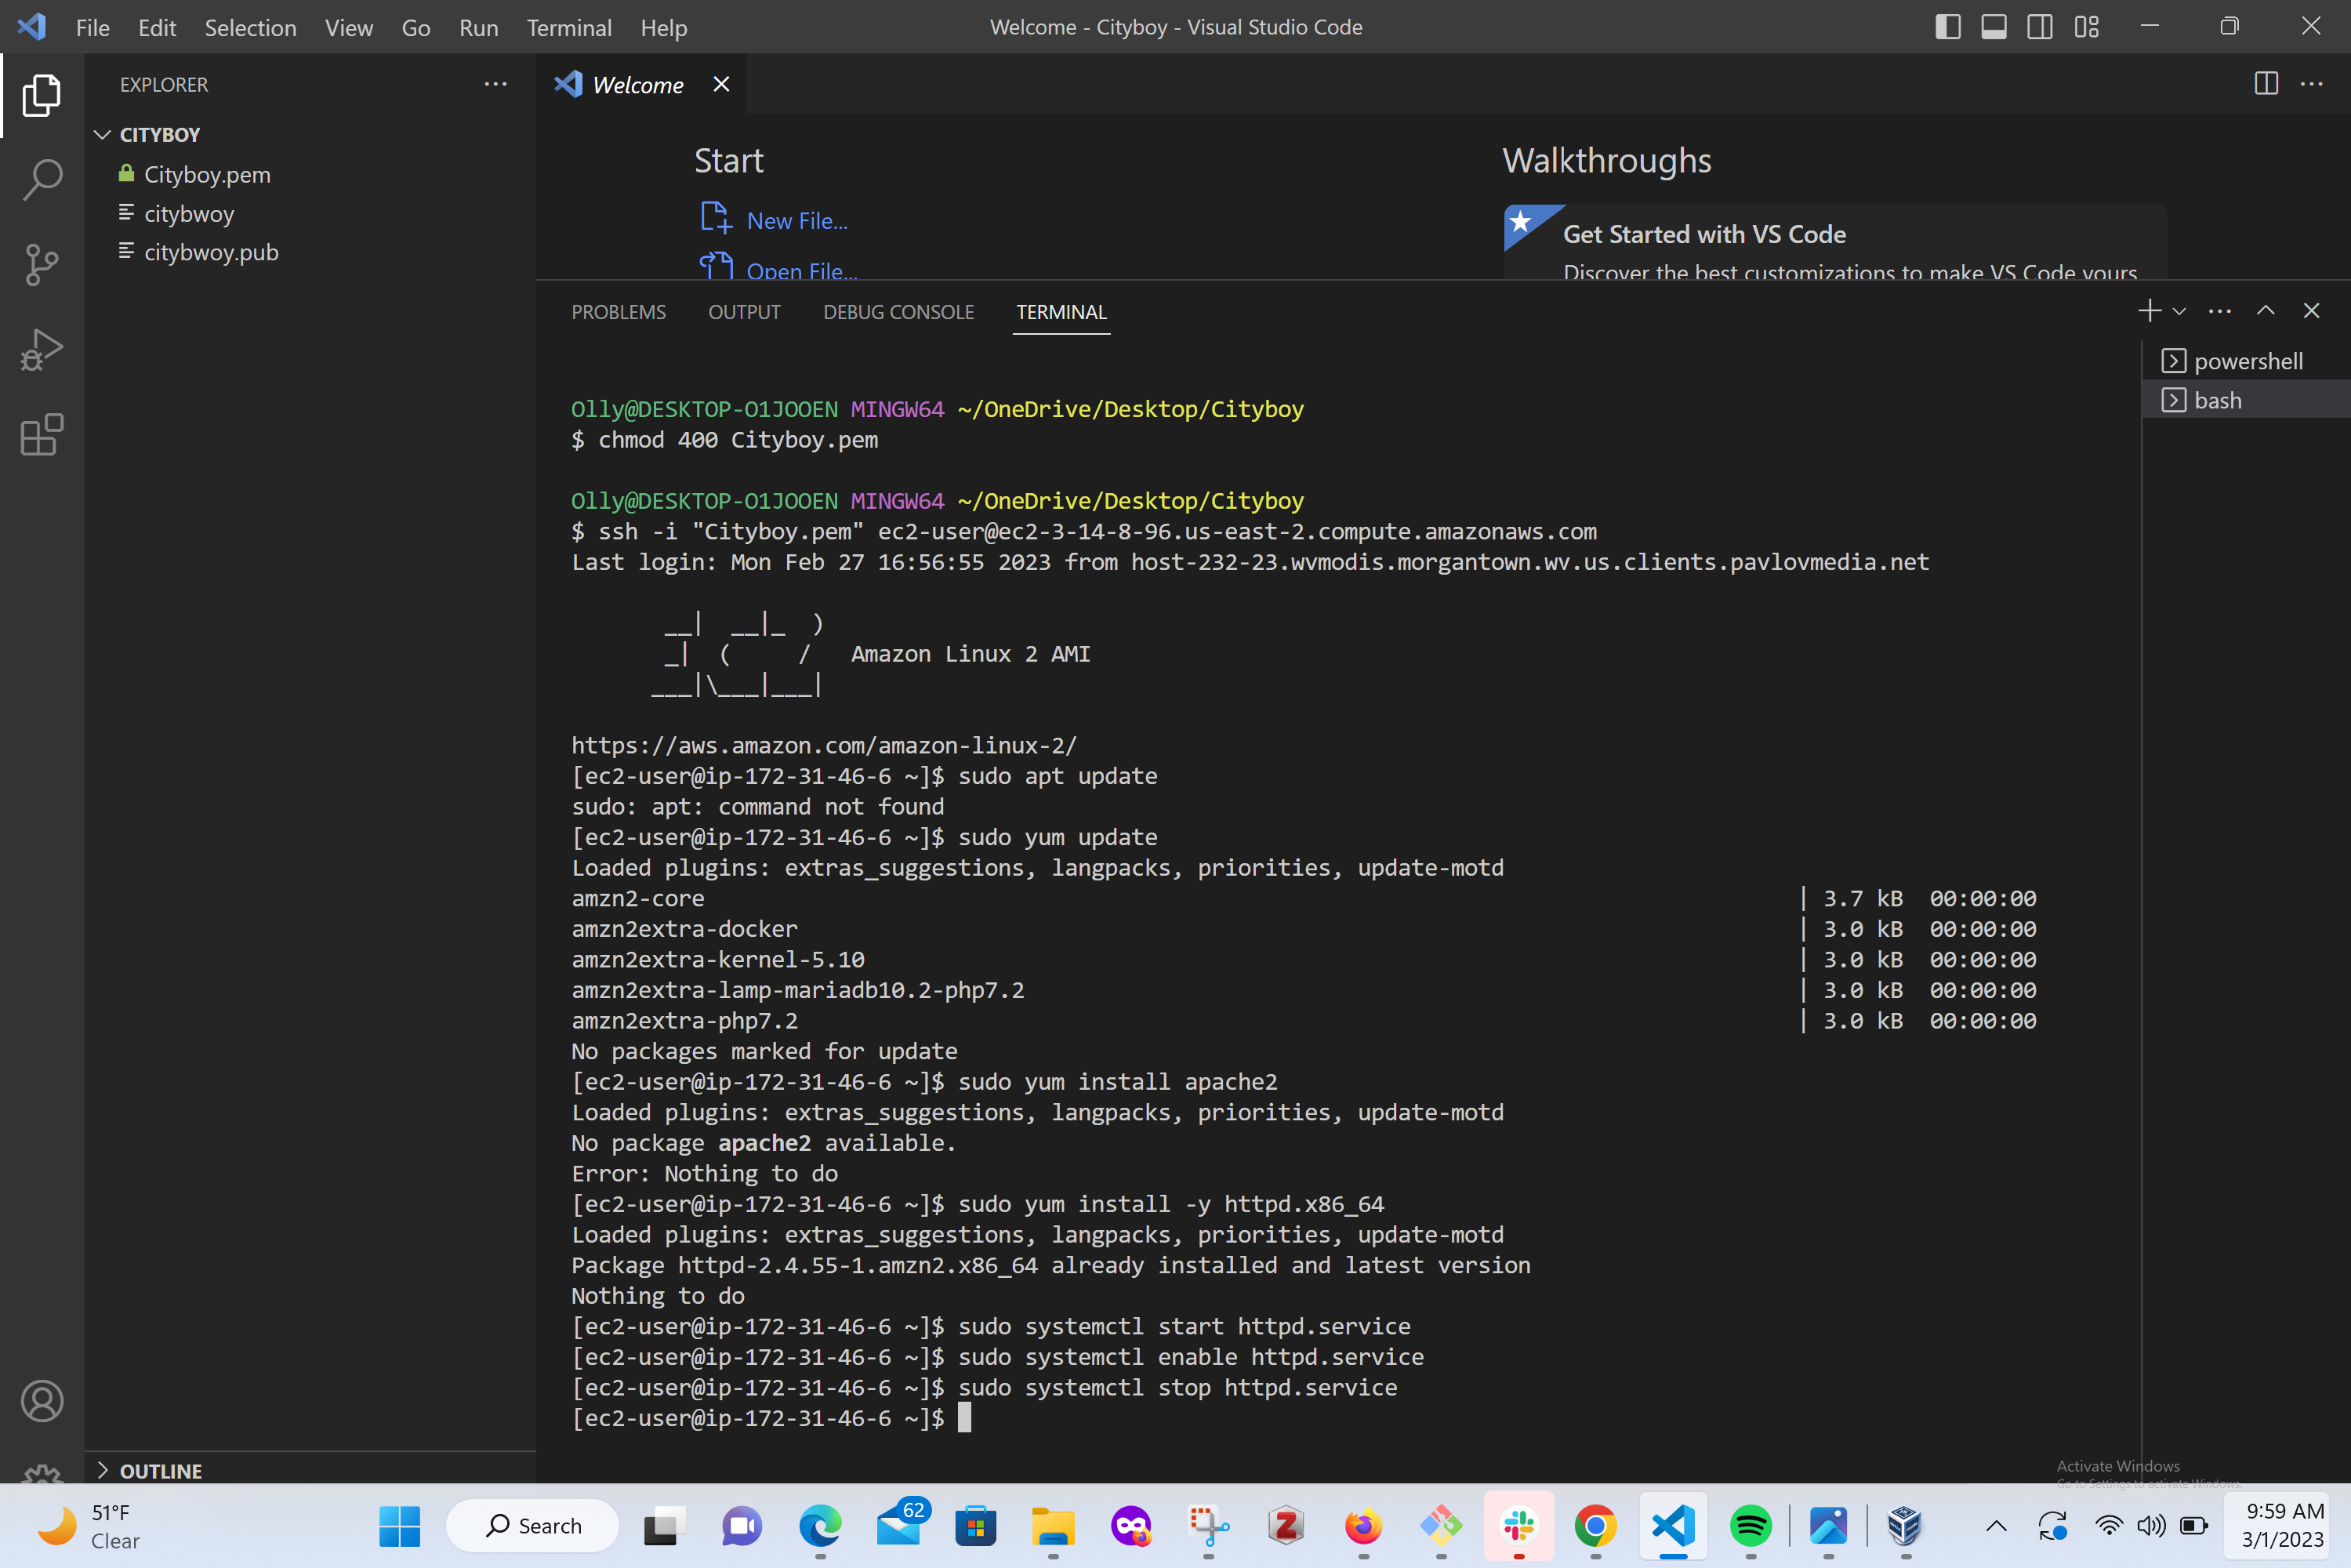 File Edit Selection View Go Run Terminal Help
Welcome - Cityboy - Visual Studio Code
EXPLORER
Welcome
CITYBOY
Cityboy.pem
citybwoy
citybwoy.pub
Start
New File...
Open File...
Walkthroughs
Get Started with VS Code
Discover the best customizations to make VS Code yours
PROBLEMS OUTPUT DEBUG CONSOLE TERMINAL
powershell
bash
Olly@DESKTOP-O1JOOEN MINGW64 ~/OneDrive/Desktop/Cityboy
$ chmod 400 Cityboy.pem
Olly@DESKTOP-O1JOOEN MINGW64 ~/OneDrive/Desktop/Cityboy
$ ssh -i "Cityboy.pem" ec2-user@ec2-3-14-8-96.us-east-2.compute.amazonaws.com
Last login: Mon Feb 27 16:56:55 2023 from host-232-23.wvmodis.morgantown.wv.us.clients.pavlovmedia.net
       __|  __|_  )
       _|  (     /   Amazon Linux 2 AMI
      ___|\___|___|
https://aws.amazon.com/amazon-linux-2/
[ec2-user@ip-172-31-46-6 ~]$ sudo apt update
sudo: apt: command not found
[ec2-user@ip-172-31-46-6 ~]$ sudo yum update
Loaded plugins: extras_suggestions, langpacks, priorities, update-motd
amzn2-core | 3.7 kB 00:00:00
amzn2extra-docker | 3.0 kB 00:00:00
amzn2extra-kernel-5.10 | 3.0 kB 00:00:00
amzn2extra-lamp-mariadb10.2-php7.2 | 3.0 kB 00:00:00
amzn2extra-php7.2 | 3.0 kB 00:00:00
No packages marked for update
[ec2-user@ip-172-31-46-6 ~]$ sudo yum install apache2
Loaded plugins: extras_suggestions, langpacks, priorities, update-motd
No package apache2 available.
Error: Nothing to do
[ec2-user@ip-172-31-46-6 ~]$ sudo yum install -y httpd.x86_64
Loaded plugins: extras_suggestions, langpacks, priorities, update-motd
Package httpd-2.4.55-1.amzn2.x86_64 already installed and latest version
Nothing to do
[ec2-user@ip-172-31-46-6 ~]$ sudo systemctl start httpd.service
[ec2-user@ip-172-31-46-6 ~]$ sudo systemctl enable httpd.service
[ec2-user@ip-172-31-46-6 ~]$ sudo systemctl stop httpd.service
[ec2-user@ip-172-31-46-6 ~]$
OUTLINE
Activate Windows
Go to Settings to activate Windows.
51°F
Clear
Search
62
9:59 AM
3/1/2023